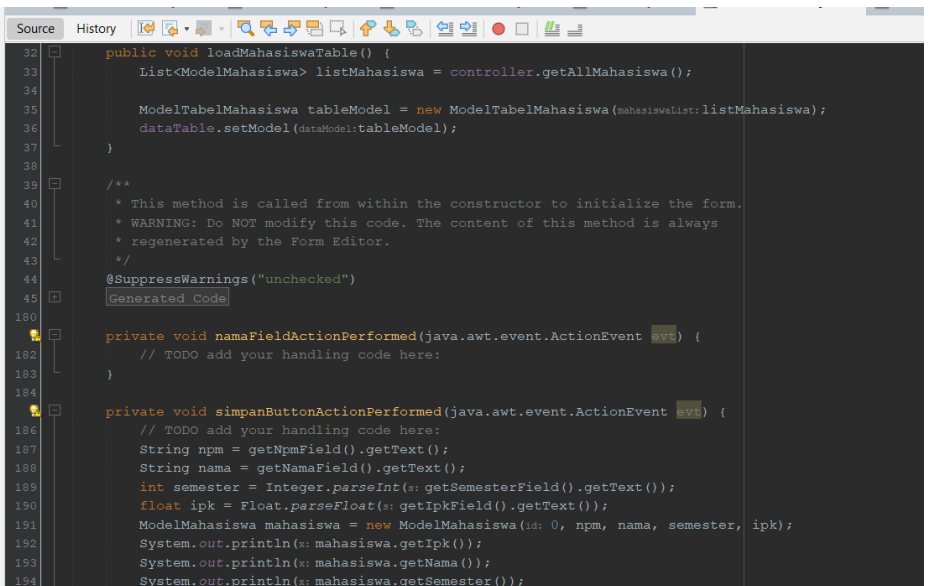 Source History
32 public void loadMahasiswaTable() {
33 List<ModelMahasiswa> listMahasiswa = controller.getAllMahasiswa();
34
35 ModelTabelMahasiswa tableModel = new ModelTabelMahasiswa(mahasiswaList: listMahasiswa);
36 dataTable.setModel(dataModel: tableModel);
37 }
38
39 /**
40 * This method is called from within the constructor to initialize the form.
41 * WARNING: Do NOT modify this code. The content of this method is always
42 * regenerated by the Form Editor.
43 */
44 @SuppressWarnings("unchecked")
45 Generated Code
180
private void namaFieldActionPerformed(java.awt.event.ActionEvent evt) {
182 // TODO add your handling code here:
183 }
184
private void simpanButtonActionPerformed(java.awt.event.ActionEvent evt) {
186 // TODO add your handling code here:
187 String npm = getNpmField().getText();
188 String nama = getNamaField().getText();
189 int semester = Integer.parseInt(s: getSemesterField().getText());
190 float ipk = Float.parseFloat(s: getIpkField().getText());
191 ModelMahasiswa mahasiswa = new ModelMahasiswa(id: 0, npm, nama, semester, ipk);
192 System.out.println(x: mahasiswa.getIpk());
193 System.out.println(x: mahasiswa.getNama());
194 System.out.println(x: mahasiswa.getSemester());